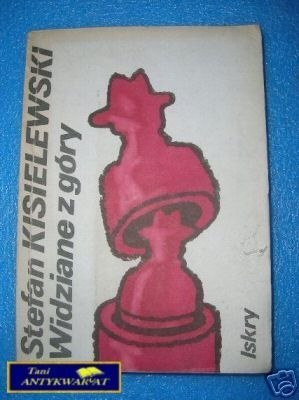 Stefan KISIELEWSKI
Widziane z góry
Iskry
Tani
ANTYKWARIAT